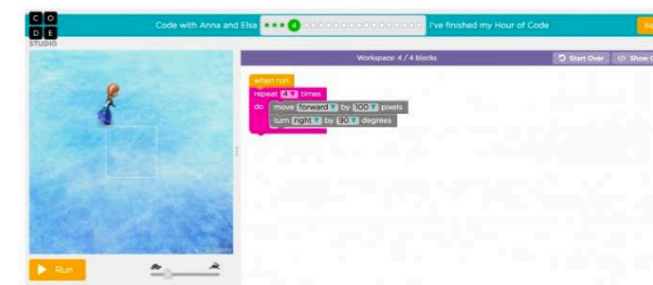 C O
D E
STUDIO
Code with Anna and Elsa
4
I've finished my Hour of Code
Workspace: 4 / 4 blocks
Start Over
</> Show
when run
repeat 4 times
do move forward by 100 pixels
turn right by 90 degrees
Run